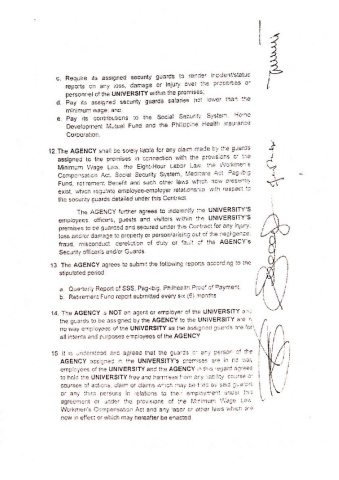 c. Require its assigned security guards to render incident/status
reports on any loss, damage or injury over the properties or
personnel of the UNIVERSITY within the premises;
d. Pay its assigned security guards salaries not lower than the
minimum wage; and
e. Pay its contributions to the Social Security System, Home
Development Mutual Fund and the Philippine Health Insurance
Corporation.
12 The AGENCY shall be solely liable for any claim made by the guards
assigned to the premises in connection with the provisions of the
Minimum Wage Law, the Eight-Hour Labor Law, the Workmen's
Compensation Act, Social Security System, Medicare Act, Pag-ibig
Fund, retirement benefit and such other laws which now presently
exist, which regulate employee-employer relationship with respect to
the security guards detailed under this Contract.
The AGENCY further agrees to indemnify the UNIVERSITY'S
employees, officers, guests and visitors within the UNIVERSITY'S
premises to be guarded and secured under this Contract for any injury,
loss and/or damage to property or personal arising out of the negligence,
fraud, misconduct dereliction of duty or fault of the AGENCY's
Security officer/s and/or Guards.
13 The AGENCY agrees to submit the following reports according to the
stipulated period
a. Quarterly Report of SSS, Pag-ibig, Philhealth Proof of Payment.
b. Retirement Fund report submitted every six (6) months
14. The AGENCY is NOT an agent or employer of the UNIVERSITY and
the guards to be assigned by the AGENCY to the UNIVERSITY are in
no way employees of the UNIVERSITY as the assigned guards are for
all intents and purposes employees of the AGENCY
15 It is understood and agreed that the guards or any person of the
AGENCY assigned in the UNIVERSITY's premises are in no way
employees of the UNIVERSITY and the AGENCY in this regard agrees
to hold the UNIVERSITY free and harmless from any liability, course or
courses of actions, claim or claims which may be filed by said guards
or any third persons in relations to their employment under this
agreement or under the provisions of the Minimum Wage Law
Workmen's Compensation Act and any labor or other laws which are
now in effect or which may hereafter be enacted